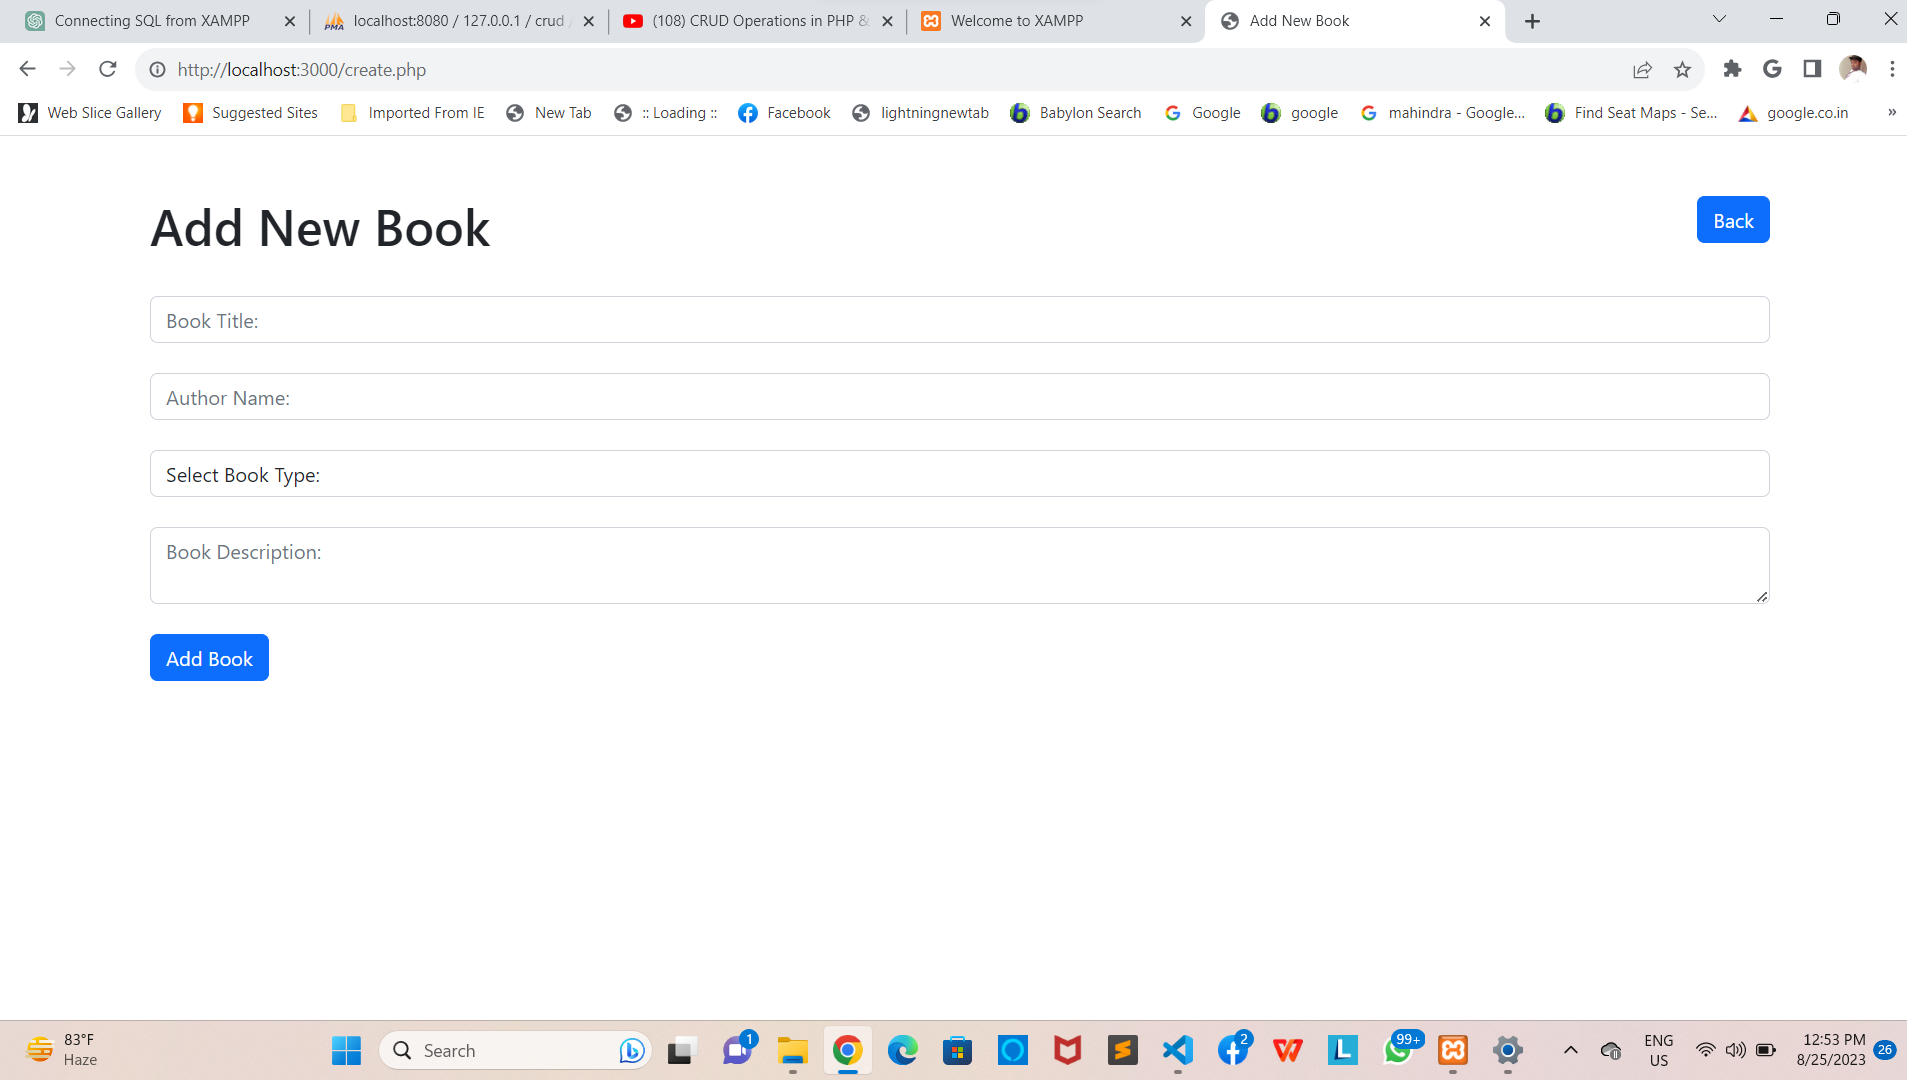 Connecting SQL from XAMPP
localhost:8080 / 127.0.0.1 / crud /
(108) CRUD Operations in PHP &
Welcome to XAMPP
Add New Book
http://localhost:3000/create.php
Web Slice Gallery
Suggested Sites
Imported From IE
New Tab
:: Loading ::
Facebook
lightningnewtab
Babylon Search
Google
google
mahindra - Google...
Find Seat Maps - Se...
google.co.in
»
Add New Book
Back
Book Title:
Author Name:
Select Book Type:
Book Description:
Add Book
83°F
Haze
Search
1
2
99+
ENG
US
12:53 PM
8/25/2023
26